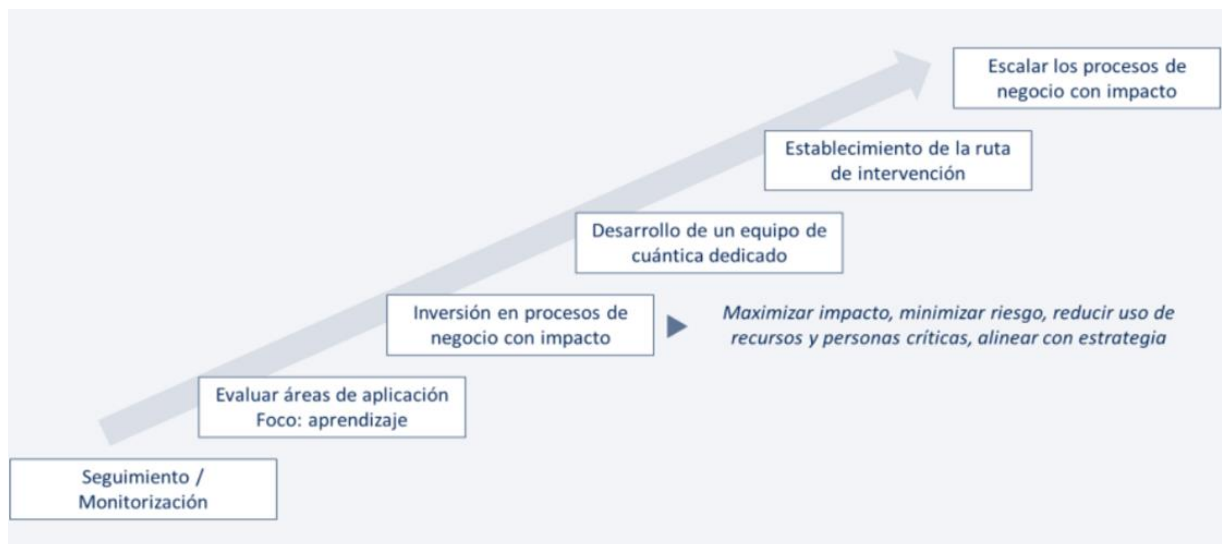 Escalar los procesos de
negocio con impacto
Establecimiento de la ruta
de intervención
Desarrollo de un equipo de
cuántica dedicado
Inversión en procesos de
negocio con impacto
Maximizar impacto, minimizar riesgo, reducir uso de
recursos y personas críticas, alinear con estrategia
Evaluar áreas de aplicación
Foco: aprendizaje
Seguimiento /
Monitorización